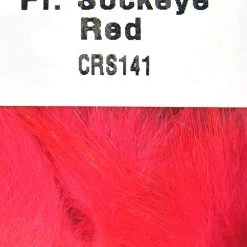 Fl. Sockeye
Red
CRS141